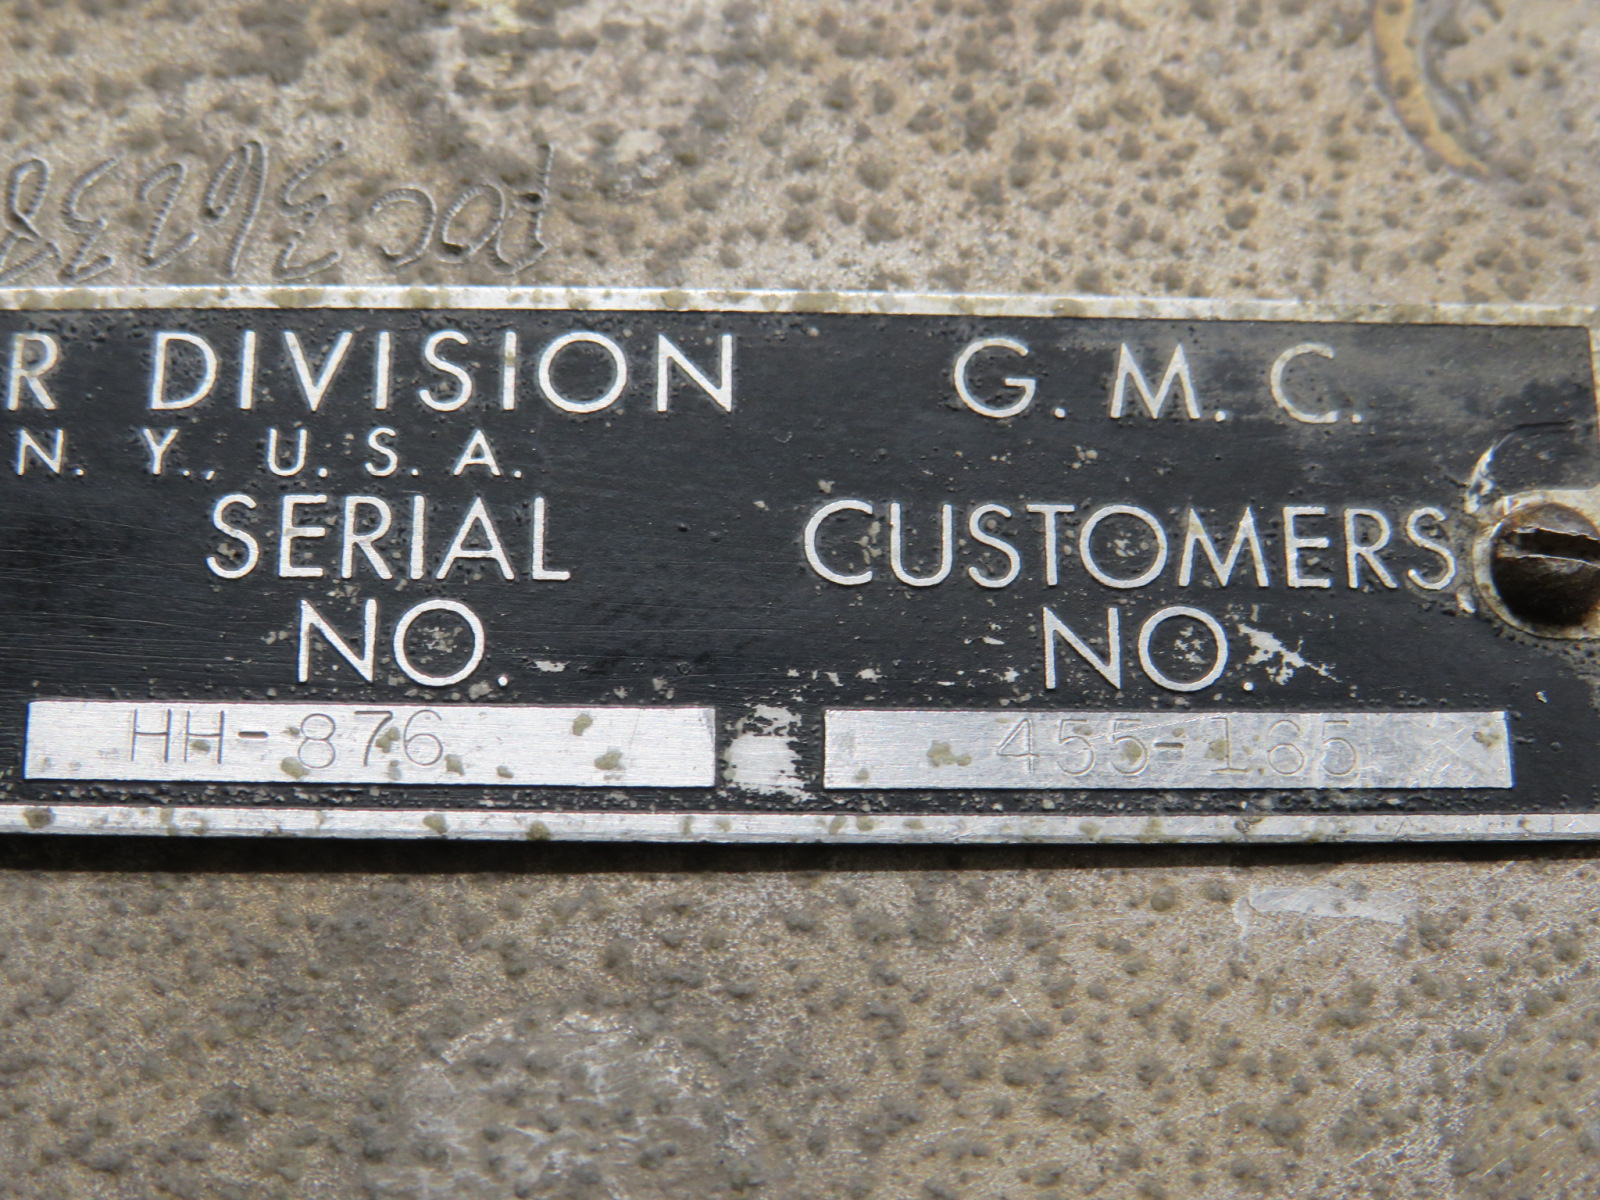 R DIVISION G. M. C.
N. Y., U. S. A.
SERIAL
NO.
HH-876
CUSTOMERS
NO.
455-165